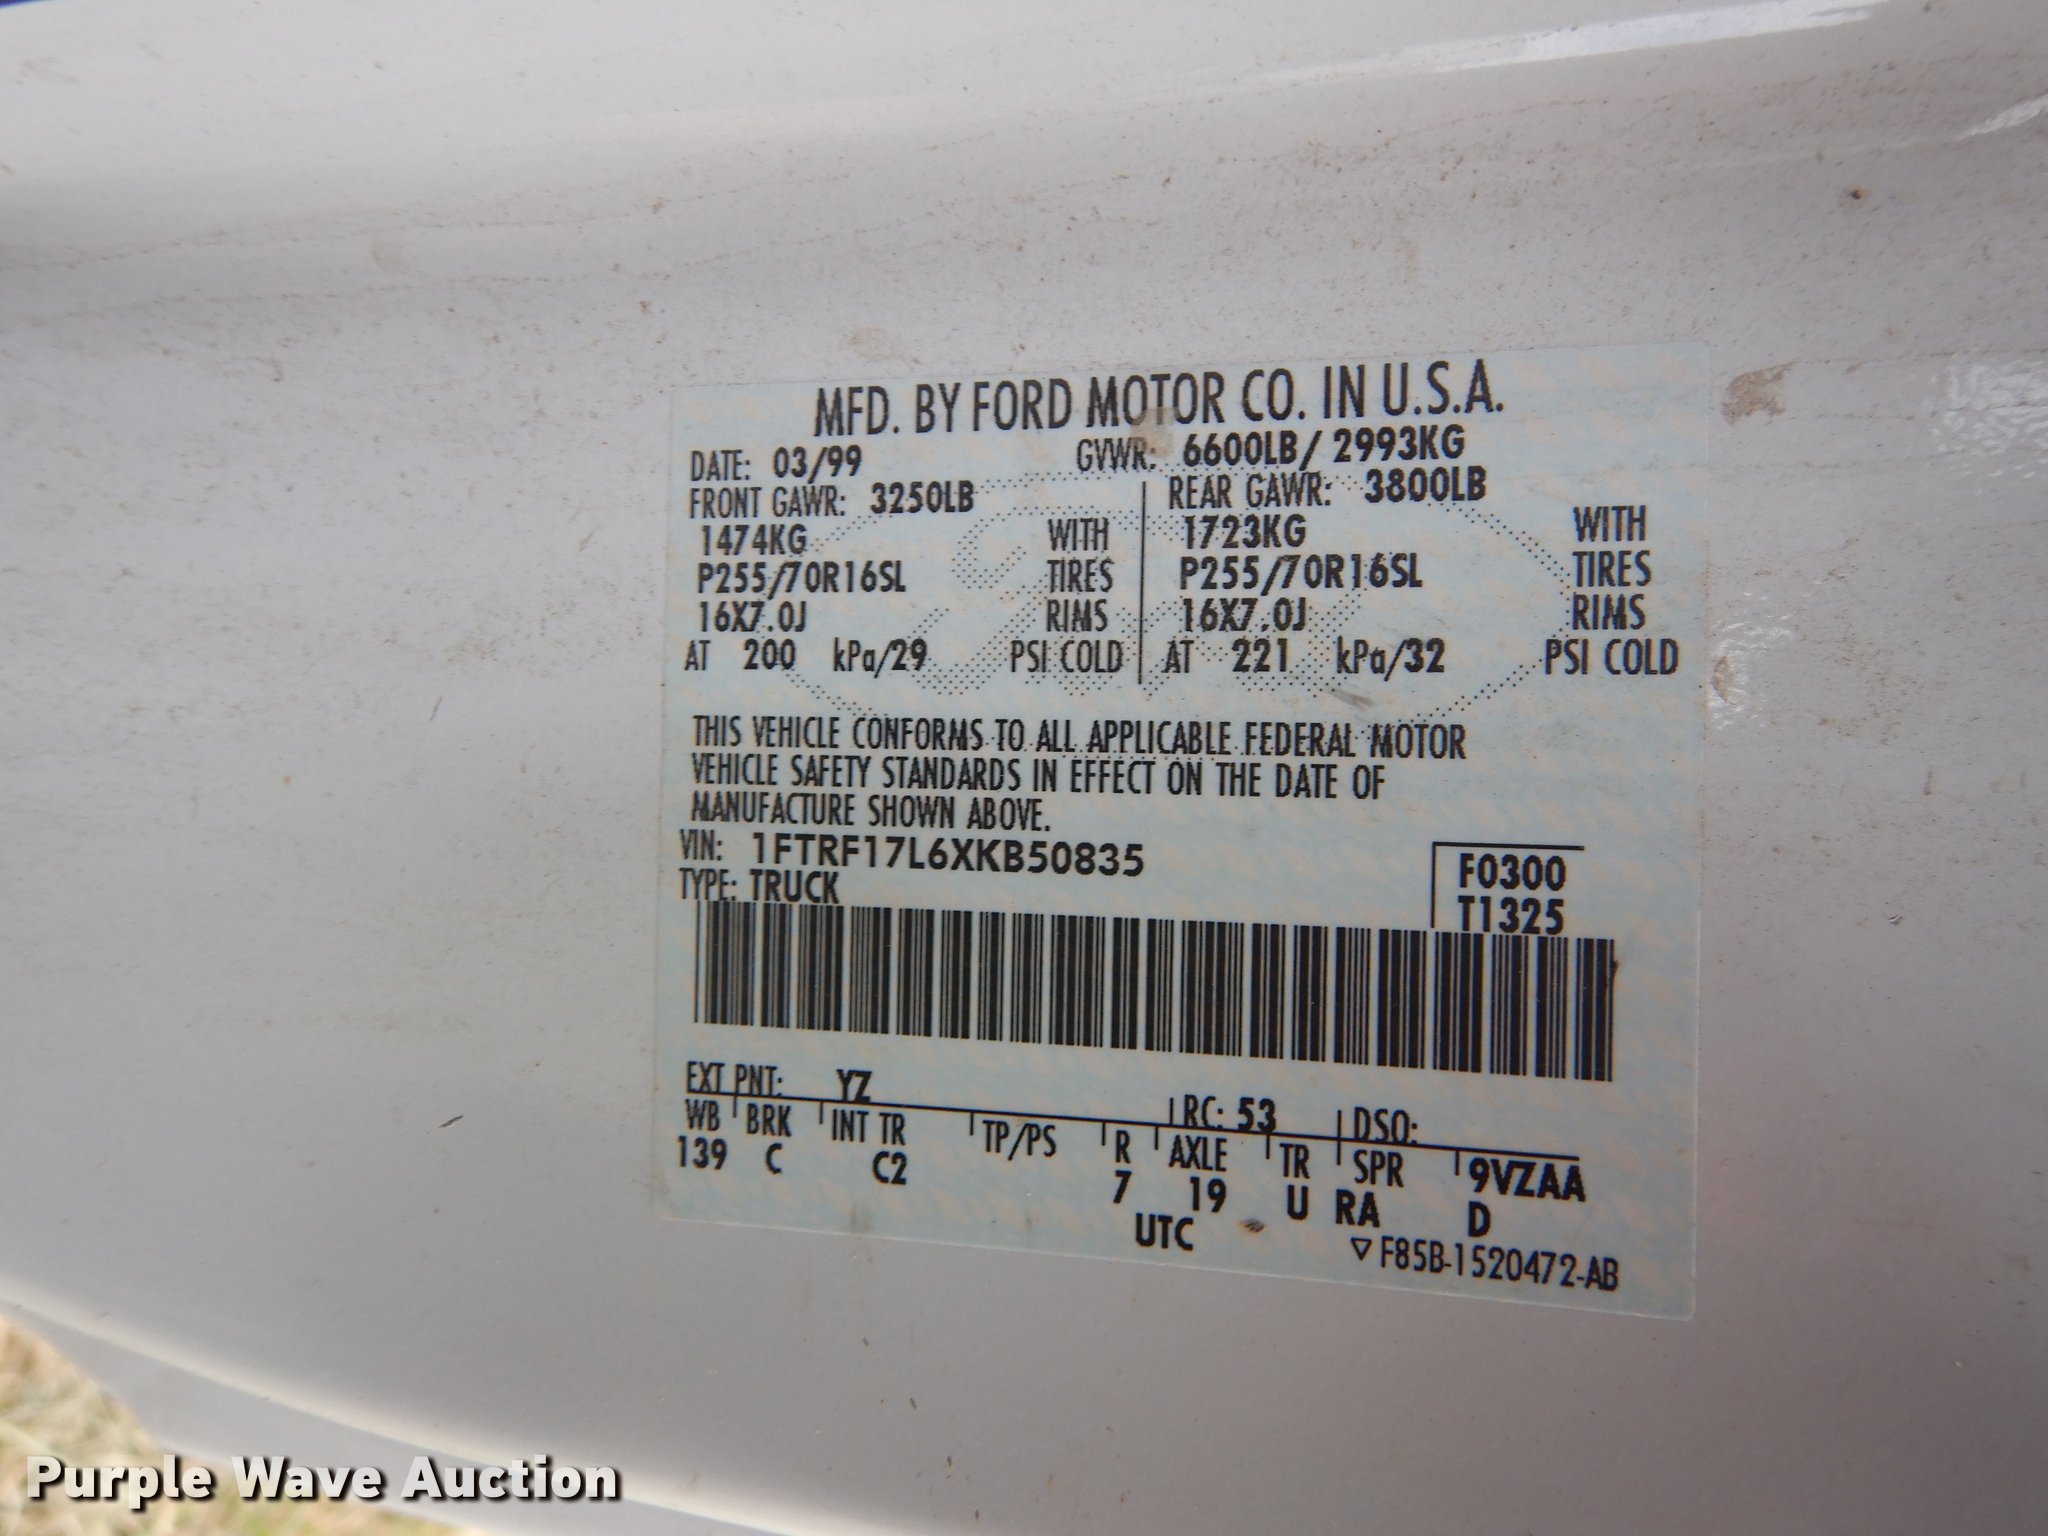 MFD. BY FORD MOTOR CO. IN U.S.A.
DATE: 03/99 GVWR: 6600LB/ 2993KG
FRONT GAWR: 3250LB REAR GAWR: 3800LB
1474KG WITH 1723KG WITH
P255/70R16SL TIRES P255/70R16SL TIRES
16X7.0J RIMS 16X7.0J RIMS
AT 200 kPa/29 PSI COLD AT 221 kPa/32 PSI COLD
THIS VEHICLE CONFORMS TO ALL APPLICABLE FEDERAL MOTOR
VEHICLE SAFETY STANDARDS IN EFFECT ON THE DATE OF
MANUFACTURE SHOWN ABOVE.
VIN: 1FTRF17L6XKB50835 F0300
TYPE: TRUCK T1325
EXT PNT: YZ RC: 53 DSO:
WB BRK INT TR TP/PS R AXLE TR SPR 9VZAA
139 C C2 7 19 U RA D
UTC ▽ F85B-1520472-AB
Purple Wave Auction